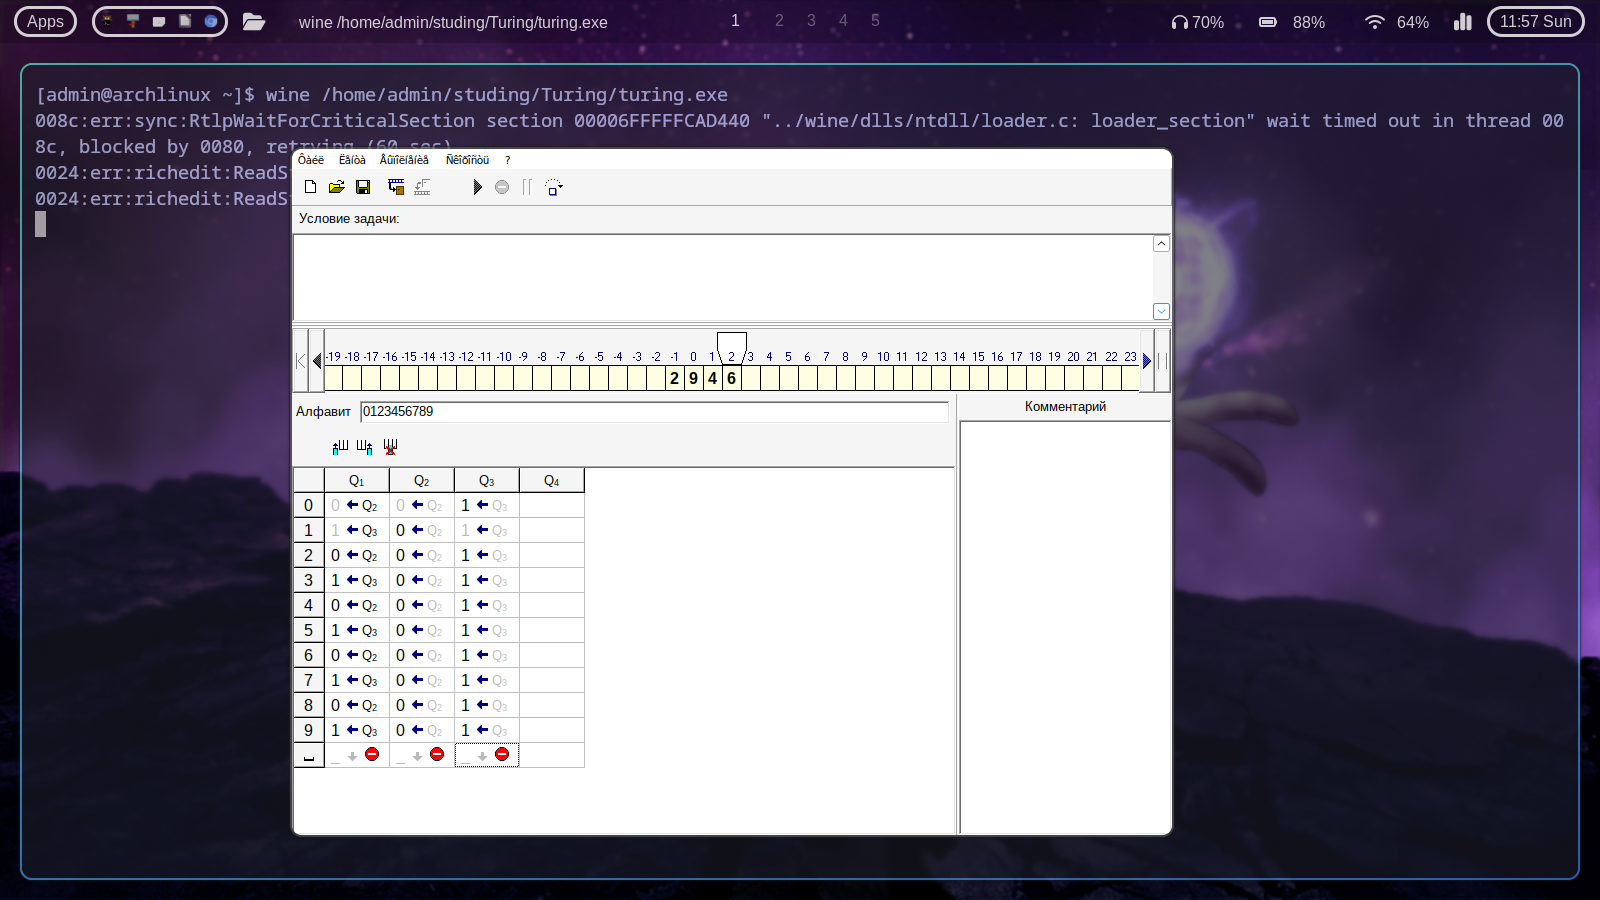 Apps
wine /home/admin/studing/Turing/turing.exe
1 2 3 4 5
70% 88% 64% 11:57 Sun
[admin@archlinux ~]$ wine /home/admin/studing/Turing/turing.exe
008c:err:sync:RtlpWaitForCriticalSection section 00006FFFFFCAD440 "../wine/dlls/ntdll/loader.c: loader_section" wait timed out in thread 00
8c, blocked by 0080, retrying (60 sec)
0024:err:richedit:ReadS
0024:err:richedit:ReadS
Ôàéë Ëåíòà Âûïîëíåíèå Ñêîðîñòü ?
Условие задачи:
-19 -18 -17 -16 -15 -14 -13 -12 -11 -10 -9 -8 -7 -6 -5 -4 -3 -2 -1 0 1 2 3 4 5 6 7 8 9 10 11 12 13 14 15 16 17 18 19 20 21 22 23
2 9 4 6
Алфавит 0123456789
Комментарий
Q1 Q2 Q3 Q4
0 0 ← Q2 0 ← Q2 1 ← Q3
1 1 ← Q3 0 ← Q2 1 ← Q3
2 0 ← Q2 0 ← Q2 1 ← Q3
3 1 ← Q3 0 ← Q2 1 ← Q3
4 0 ← Q2 0 ← Q2 1 ← Q3
5 1 ← Q3 0 ← Q2 1 ← Q3
6 0 ← Q2 0 ← Q2 1 ← Q3
7 1 ← Q3 0 ← Q2 1 ← Q3
8 0 ← Q2 0 ← Q2 1 ← Q3
9 1 ← Q3 0 ← Q2 1 ← Q3
␣ _ ↓ _ ↓ _ ↓